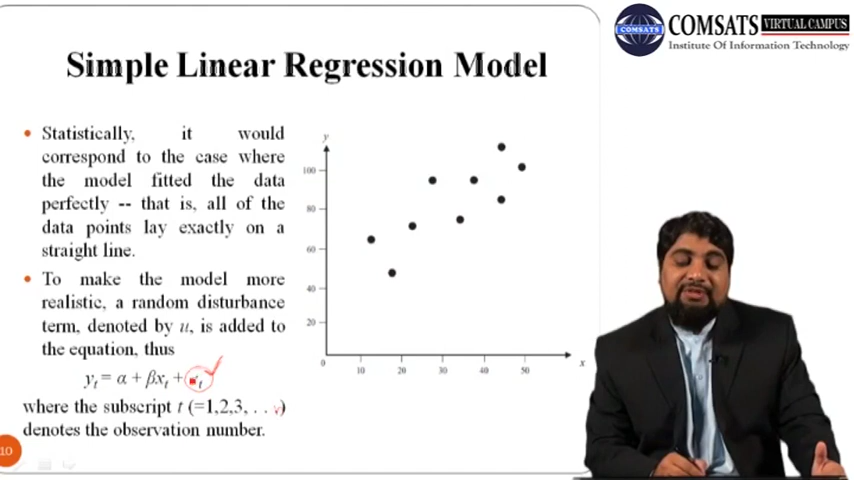 COMSATS VIRTUAL CAMPUS
COMSATS
Institute Of Information Technology
Simple Linear Regression Model
• Statistically, it would
correspond to the case where
the model fitted the data
perfectly -- that is, all of the
data points lay exactly on a
straight line.
• To make the model more
realistic, a random disturbance
term, denoted by u, is added to
the equation, thus
yt = α + βxt +
where the subscript t (=1,2,3, . . .)
denotes the observation number.
y
100
80
60
40
20
0
10
20
30
40
50
x
10